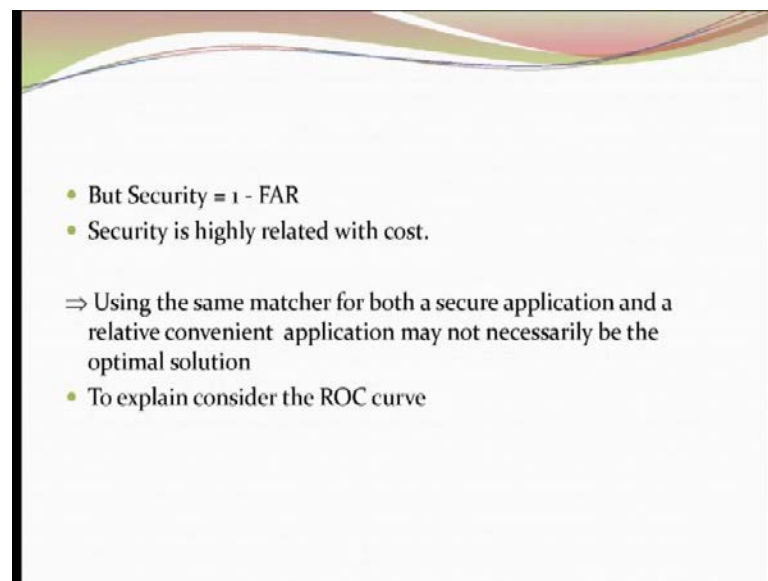 • But Security = 1 - FAR
• Security is highly related with cost.
⇒ Using the same matcher for both a secure application and a
relative convenient application may not necessarily be the
optimal solution
• To explain consider the ROC curve